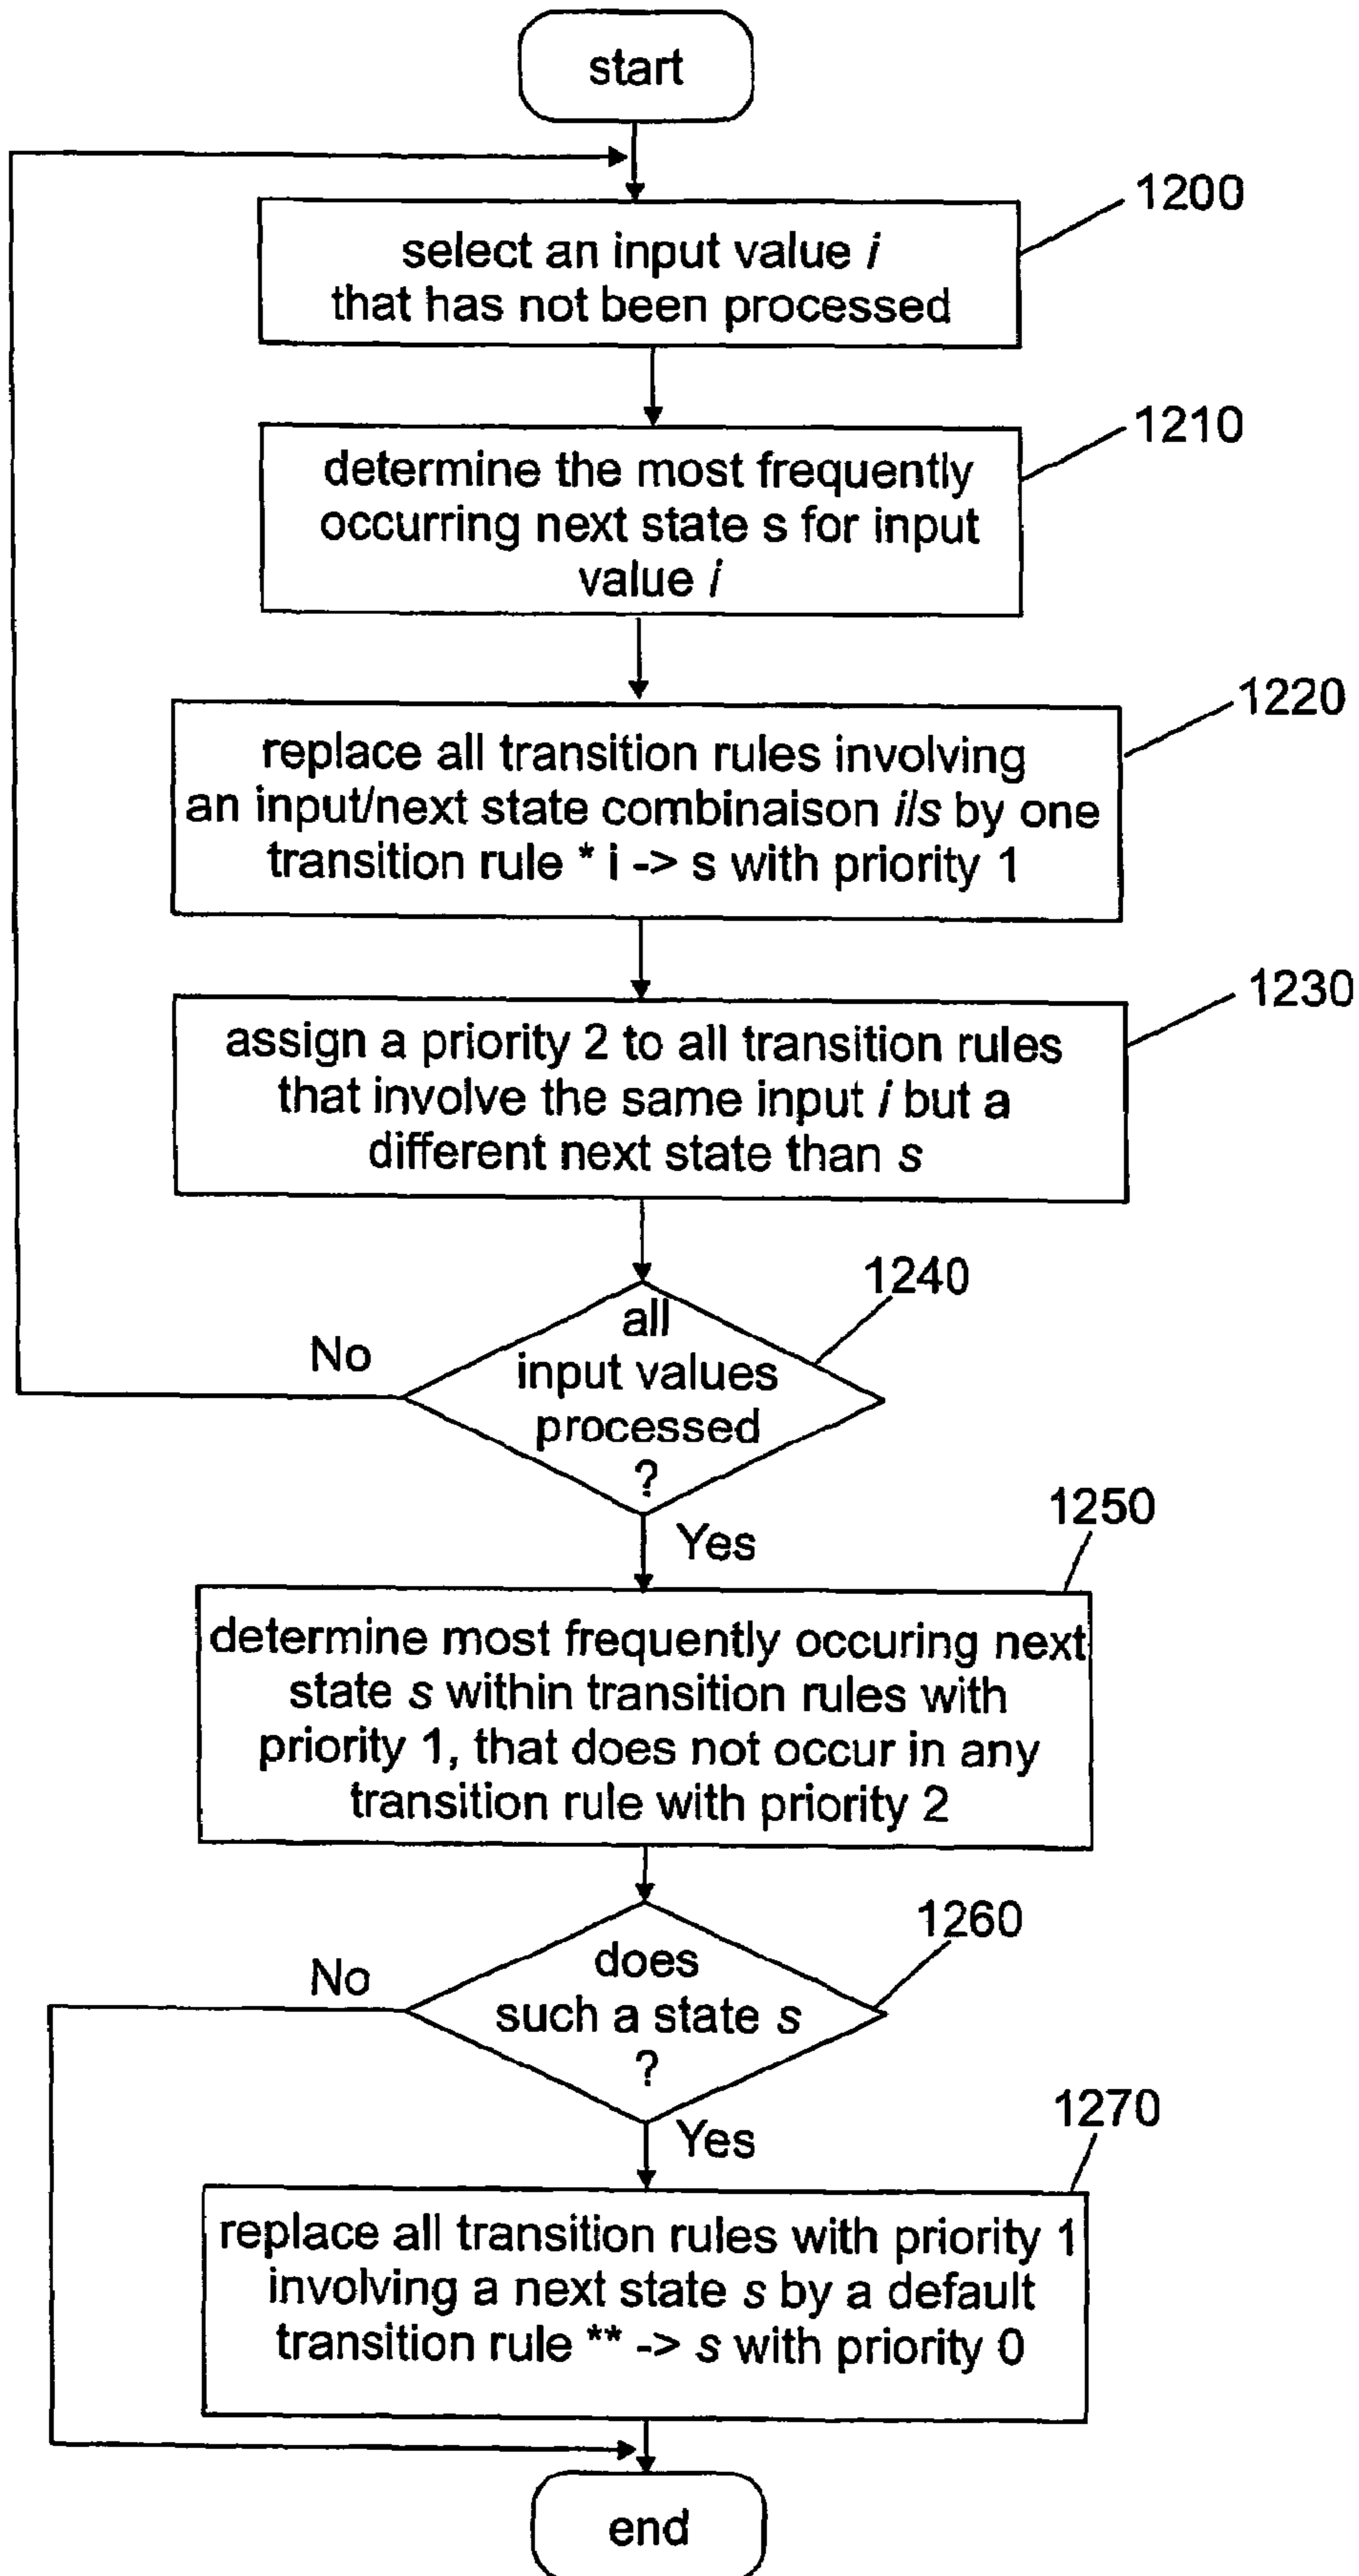 start
1200
select an input value i
that has not been processed
1210
determine the most frequently
occurring next state s for input
value i
1220
replace all transition rules involving
an input/next state combinaison i/s by one
transition rule * i -> s with priority 1
1230
assign a priority 2 to all transition rules
that involve the same input i but a
different next state than s
1240
all
input values
processed
?
No
Yes
1250
determine most frequently occuring next
state s within transition rules with
priority 1, that does not occur in any
transition rule with priority 2
1260
does
such a state s
?
No
Yes
1270
replace all transition rules with priority 1
involving a next state s by a default
transition rule ** -> s with priority 0
end